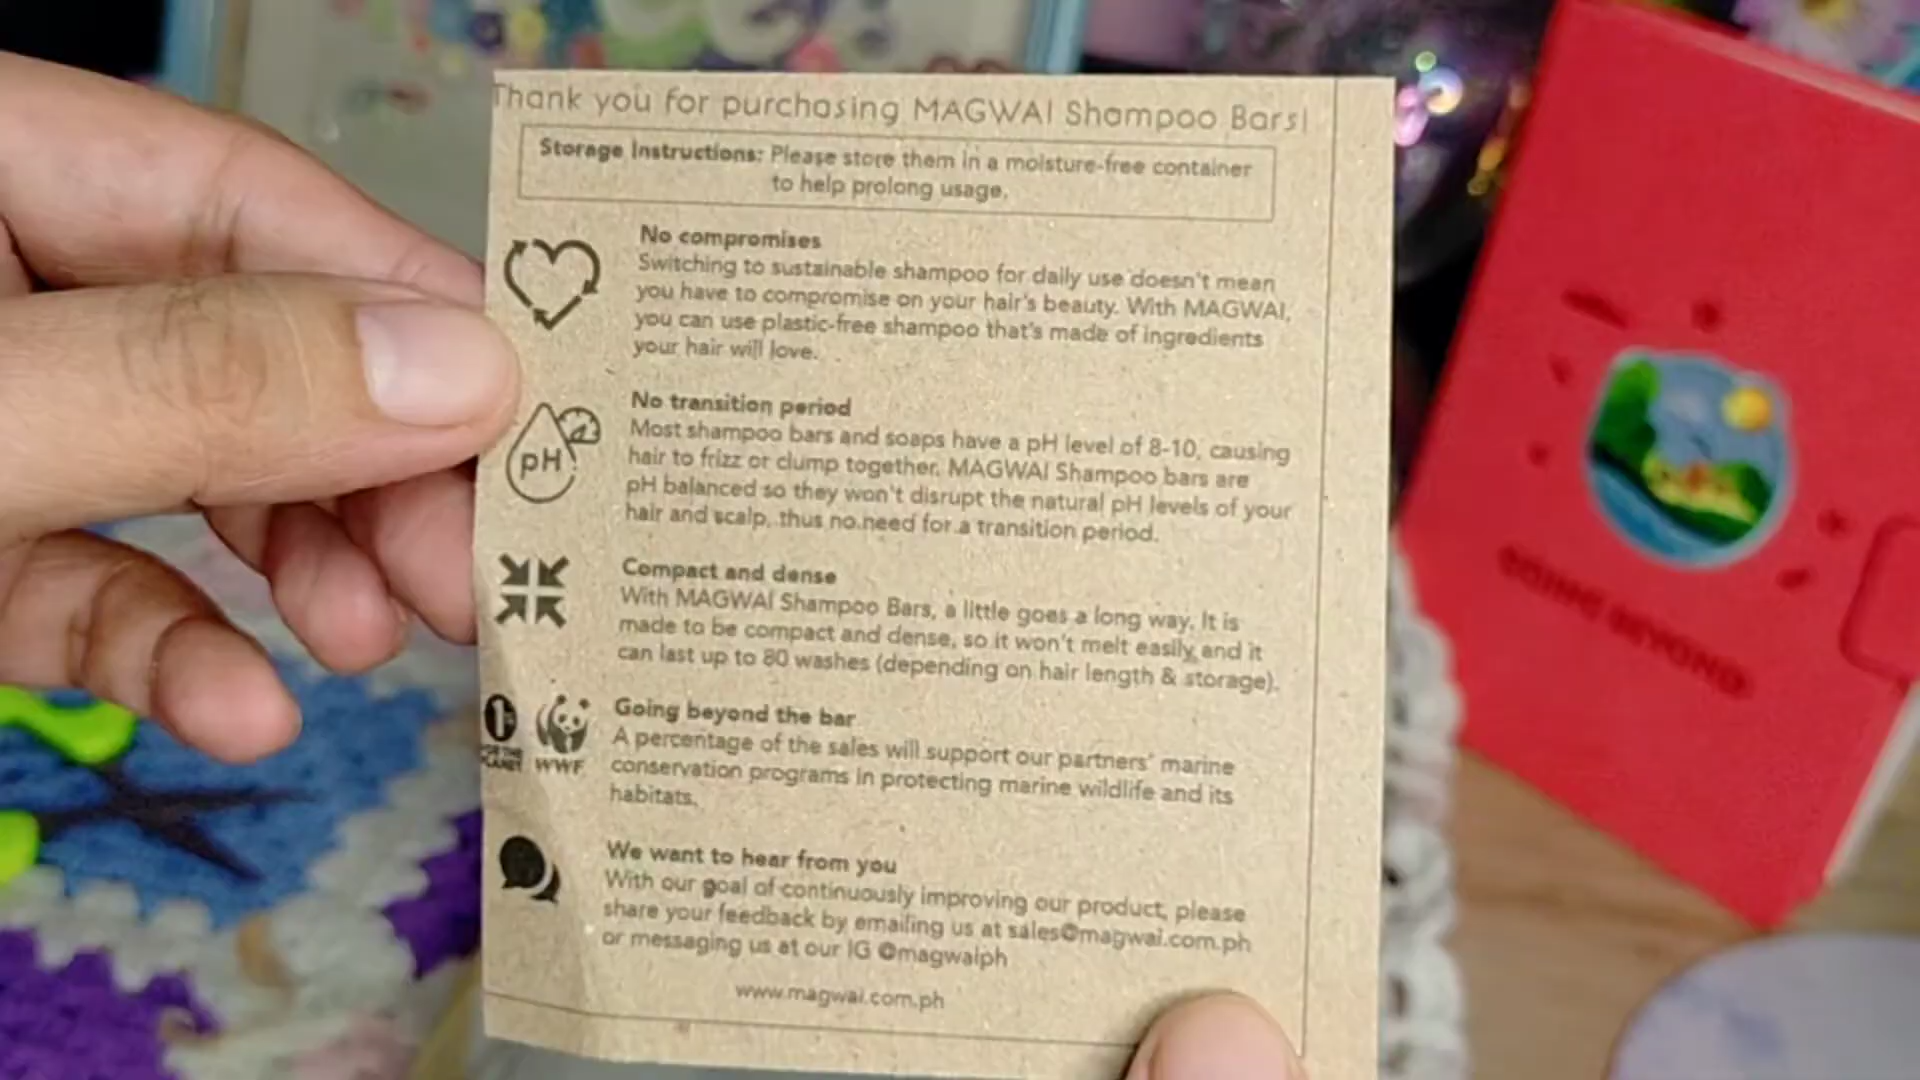 Thank you for purchasing MAGWAI Shampoo Bars!
Storage Instructions: Please store them in a moisture-free container
to help prolong usage.
No compromises
Switching to sustainable shampoo for daily use doesn't mean
you have to compromise on your hair's beauty. With MAGWAI,
you can use plastic-free shampoo that's made of ingredients
your hair will love.
pH
No transition period
Most shampoo bars and soaps have a pH level of 8-10, causing
hair to frizz or clump together. MAGWAI Shampoo bars are
pH balanced so they won't disrupt the natural pH levels of your
hair and scalp, thus no need for a transition period.
Compact and dense
With MAGWAI Shampoo Bars, a little goes a long way. It is
made to be compact and dense, so it won't melt easily, and it
can last up to 80 washes (depending on hair length & storage).
1%
FOR THE
PLANET
WWF
Going beyond the bar
A percentage of the sales will support our partners' marine
conservation programs in protecting marine wildlife and its
habitats.
We want to hear from you
With our goal of continuously improving our product, please
share your feedback by emailing us at sales@magwai.com.ph
or messaging us at our IG @magwaiph
www.magwai.com.ph
GOING BEYOND